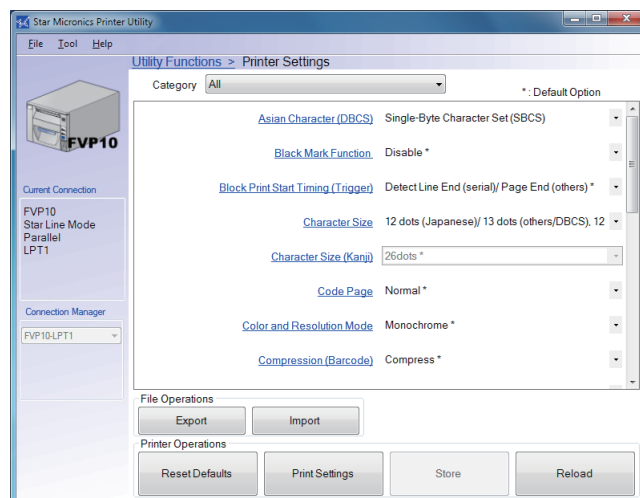 Star Micronics Printer Utility
File Tool Help
Utility Functions > Printer Settings
Category All
* : Default Option
FVP10
Asian Character (DBCS) Single-Byte Character Set (SBCS)
Black Mark Function Disable *
Block Print Start Timing (Trigger) Detect Line End (serial)/ Page End (others) *
Character Size 12 dots (Japanese)/ 13 dots (others/DBCS), 12
Character Size (Kanji) 26dots *
Code Page Normal *
Color and Resolution Mode Monochrome *
Compression (Barcode) Compress *
Current Connection
FVP10
Star Line Mode
Parallel
LPT1
Connection Manager
FVP10-LPT1
File Operations
Export Import
Printer Operations
Reset Defaults Print Settings Store Reload